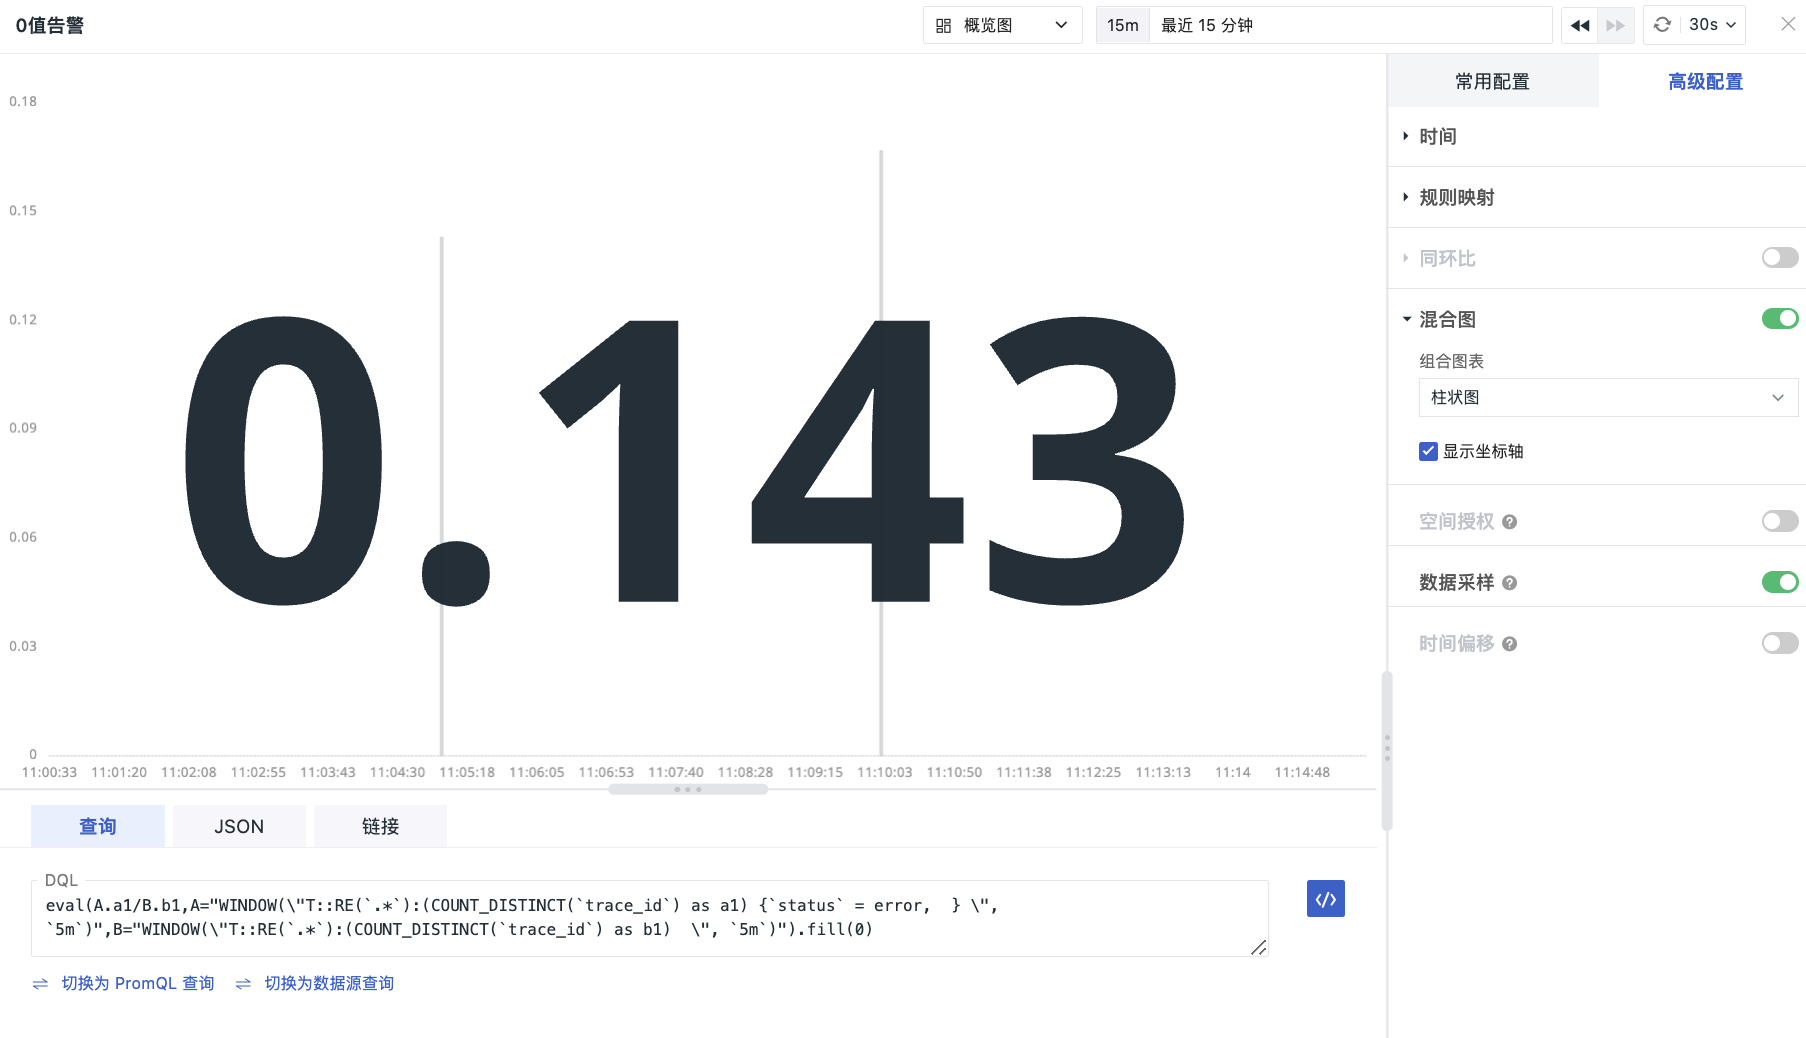 0值告警
概览图
15m 最近 15 分钟
30s
常用配置
高级配置
时间
规则映射
同环比
混合图
组合图表
柱状图
显示坐标轴
空间授权
数据采样
时间偏移
0.18
0.15
0.12
0.09
0.06
0.03
0
0.143
11:00:33 11:01:20 11:02:08 11:02:55 11:03:43 11:04:30 11:05:18 11:06:05 11:06:53 11:07:40 11:08:28 11:09:15 11:10:03 11:10:50 11:11:38 11:12:25 11:13:13 11:14 11:14:48
查询
JSON
链接
DQL
eval(A.a1/B.b1,A="WINDOW(\"T::RE(`.*`):(COUNT_DISTINCT(`trace_id`) as a1) {`status` = error,  } \",
`5m`)",B="WINDOW(\"T::RE(`.*`):(COUNT_DISTINCT(`trace_id`) as b1)  \", `5m`)").fill(0)
</>
切换为 PromQL 查询
切换为数据源查询